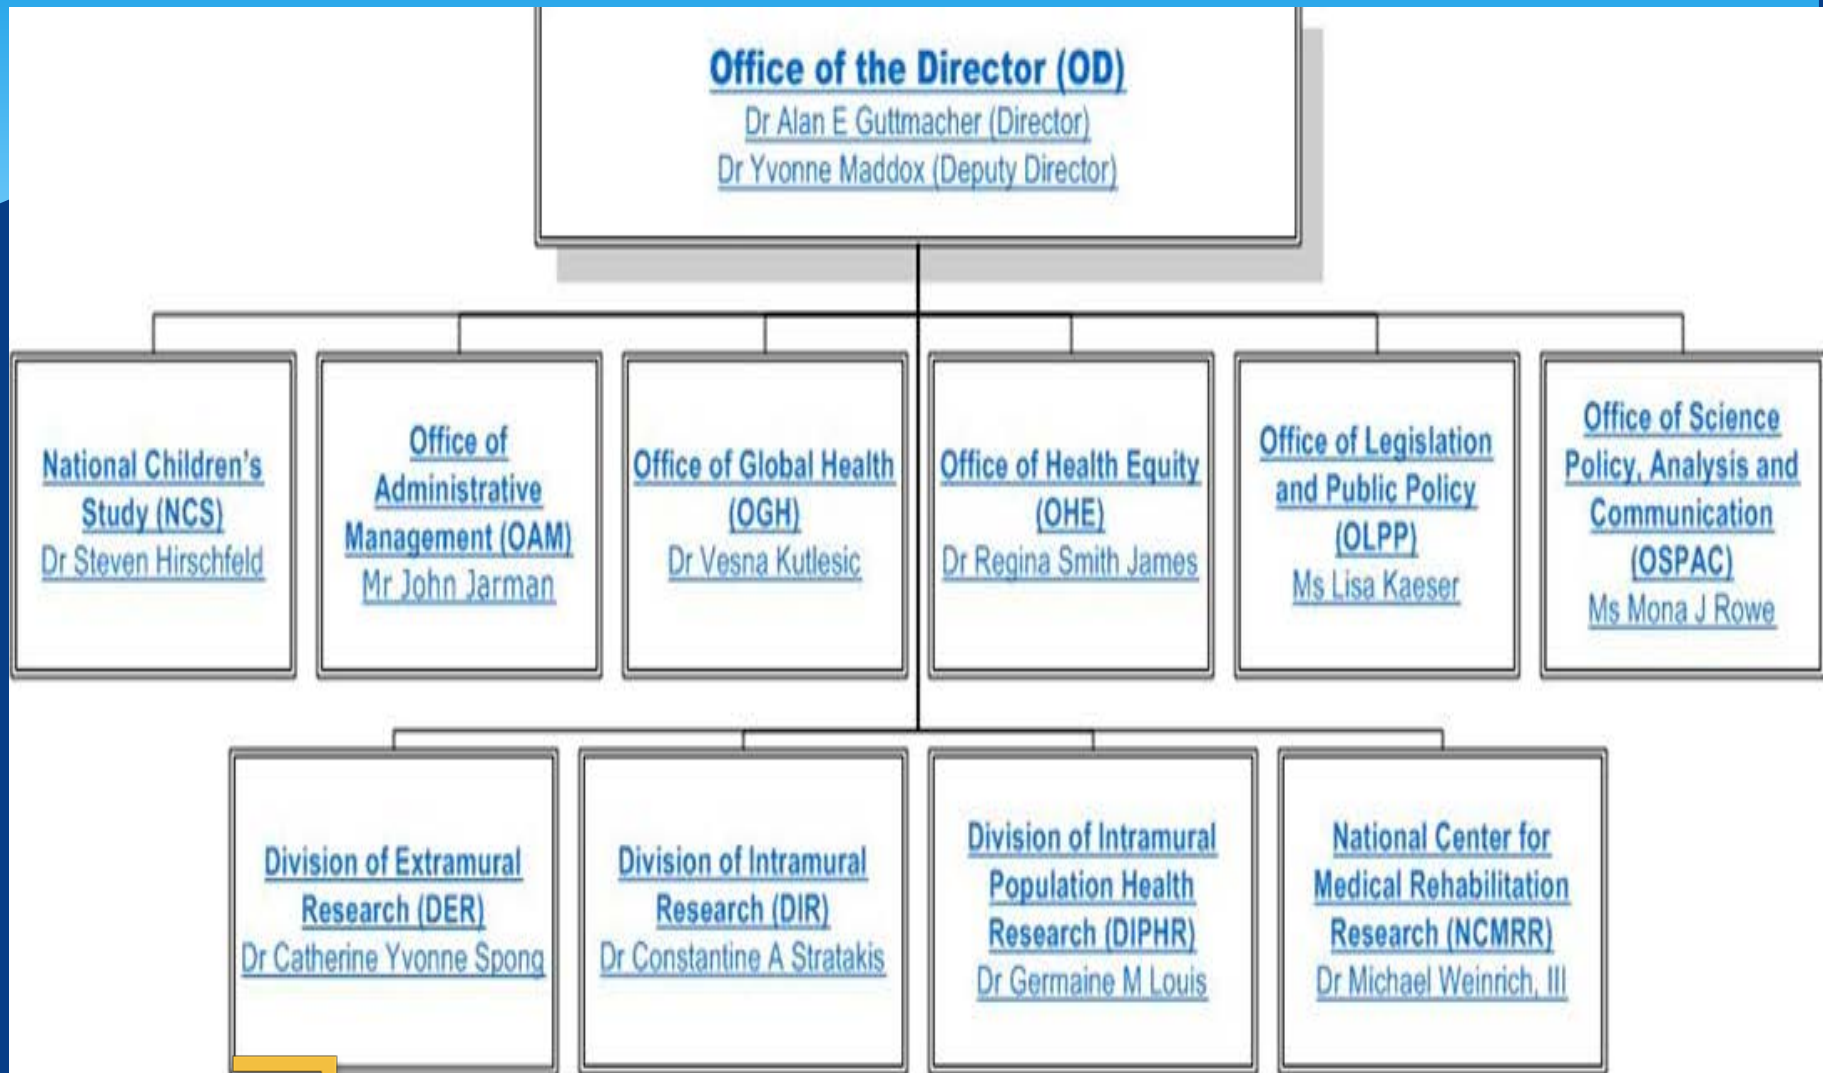 Office of the Director (OD)
Dr Alan E Guttmacher (Director)
Dr Yvonne Maddox (Deputy Director)
National Children's
Study (NCS)
Dr Steven Hirschfeld
Office of
Administrative
Management (OAM)
Mr John Jarman
Office of Global Health
(OGH)
Dr Vesna Kutlesic
Office of Health Equity
(OHE)
Dr Regina Smith James
Office of Legislation
and Public Policy
(OLPP)
Ms Lisa Kaeser
Office of Science
Policy, Analysis and
Communication
(OSPAC)
Ms Mona J Rowe
Division of Extramural
Research (DER)
Dr Catherine Yvonne Spong
Division of Intramural
Research (DIR)
Dr Constantine A Stratakis
Division of Intramural
Population Health
Research (DIPHR)
Dr Germaine M Louis
National Center for
Medical Rehabilitation
Research (NCMRR)
Dr Michael Weinrich, III